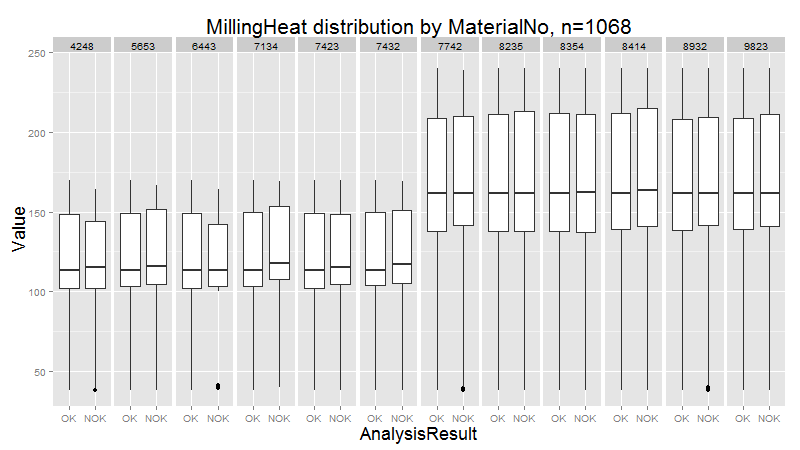 MillingHeat distribution by MaterialNo, n=1068
4248 5653 6443 7134 7423 7432 7742 8235 8354 8414 8932 9823
250
200
150
100
50
Value
OK NOK OK NOK OK NOK OK NOK OK NOK OK NOK OK NOK OK NOK OK NOK OK NOK OK NOK OK NOK
AnalysisResult